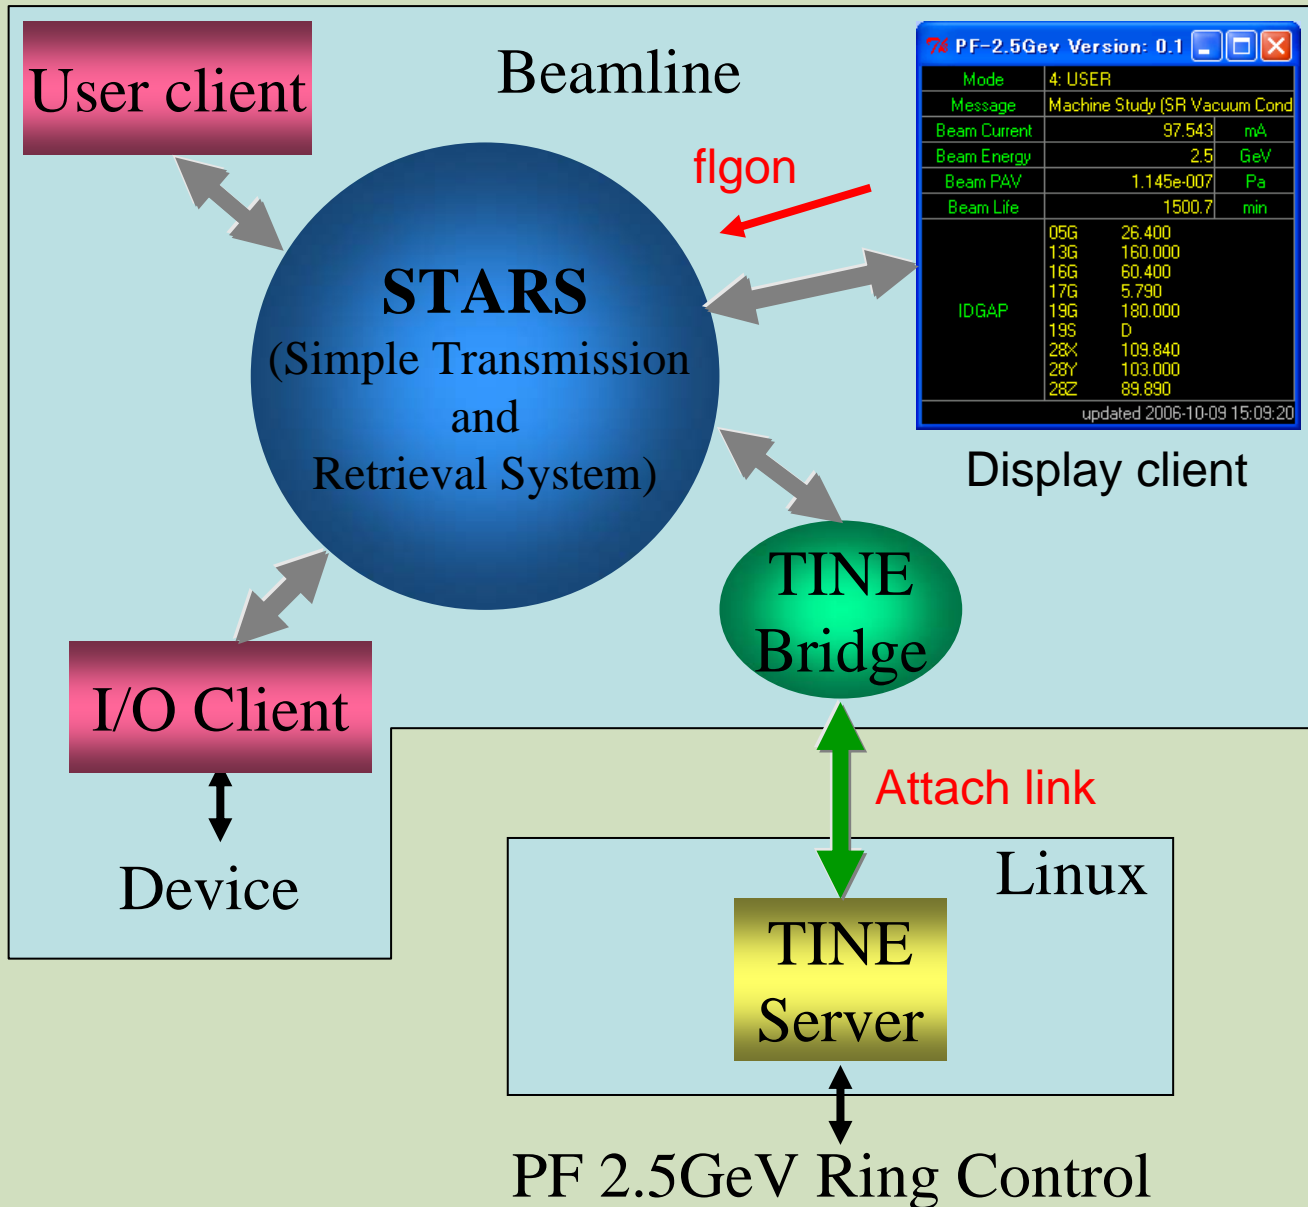 User client
Beamline
7% PF-2.5Gev Version: 0.1
Mode 4: USER
Message Machine Study (SR Vacuum Cond
Beam Current 97.543 mA
Beam Energy 2.5 GeV
Beam PAV 1.145e-007 Pa
Beam Life 1500.7 min
IDGAP
05G 26.400
13G 160.000
16G 60.400
17G 5.790
19G 180.000
19S D
28X 109.840
28Y 103.000
28Z 89.890
updated 2006-10-09 15:09:20
flgon
Display client
STARS
(Simple Transmission
and
Retrieval System)
TINE
Bridge
I/O Client
Device
Attach link
Linux
TINE
Server
PF 2.5GeV Ring Control